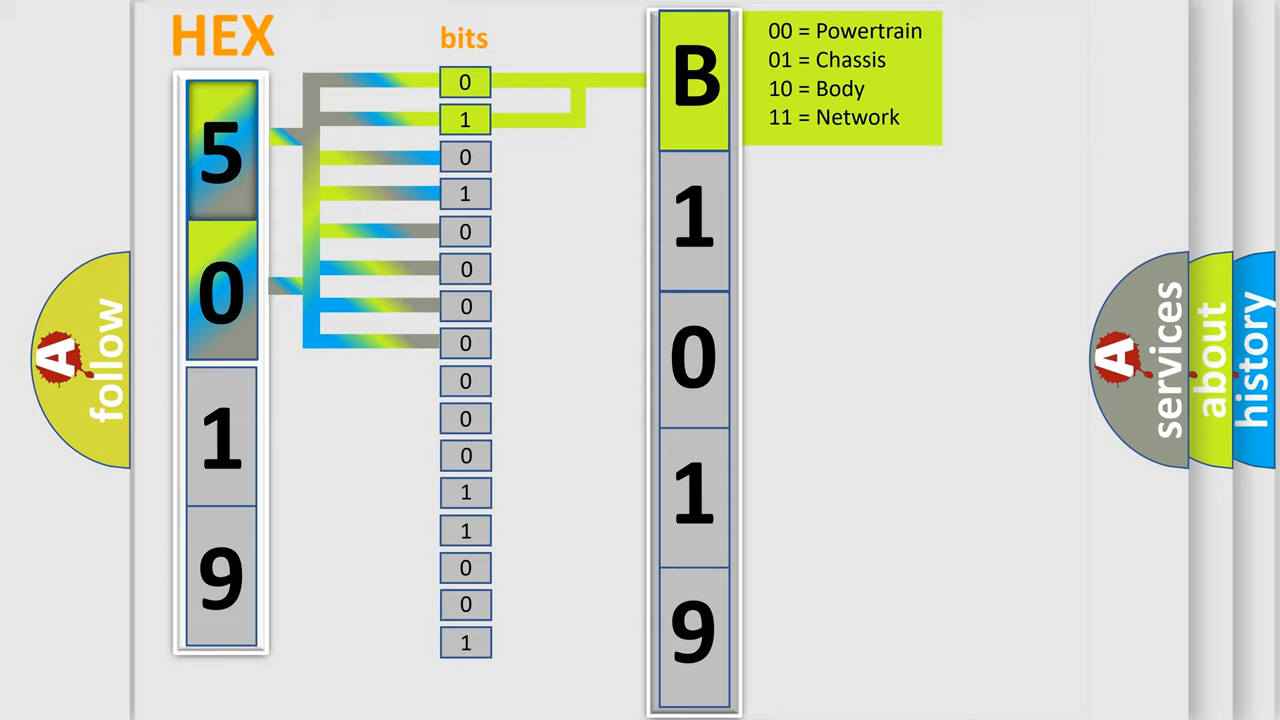 HEX
bits
5
0
1
9
0
1
0
1
0
0
0
0
0
0
0
1
1
0
0
1
B
1
0
1
9
00 = Powertrain
01 = Chassis
10 = Body
11 = Network
A
follow
A
services
about
history